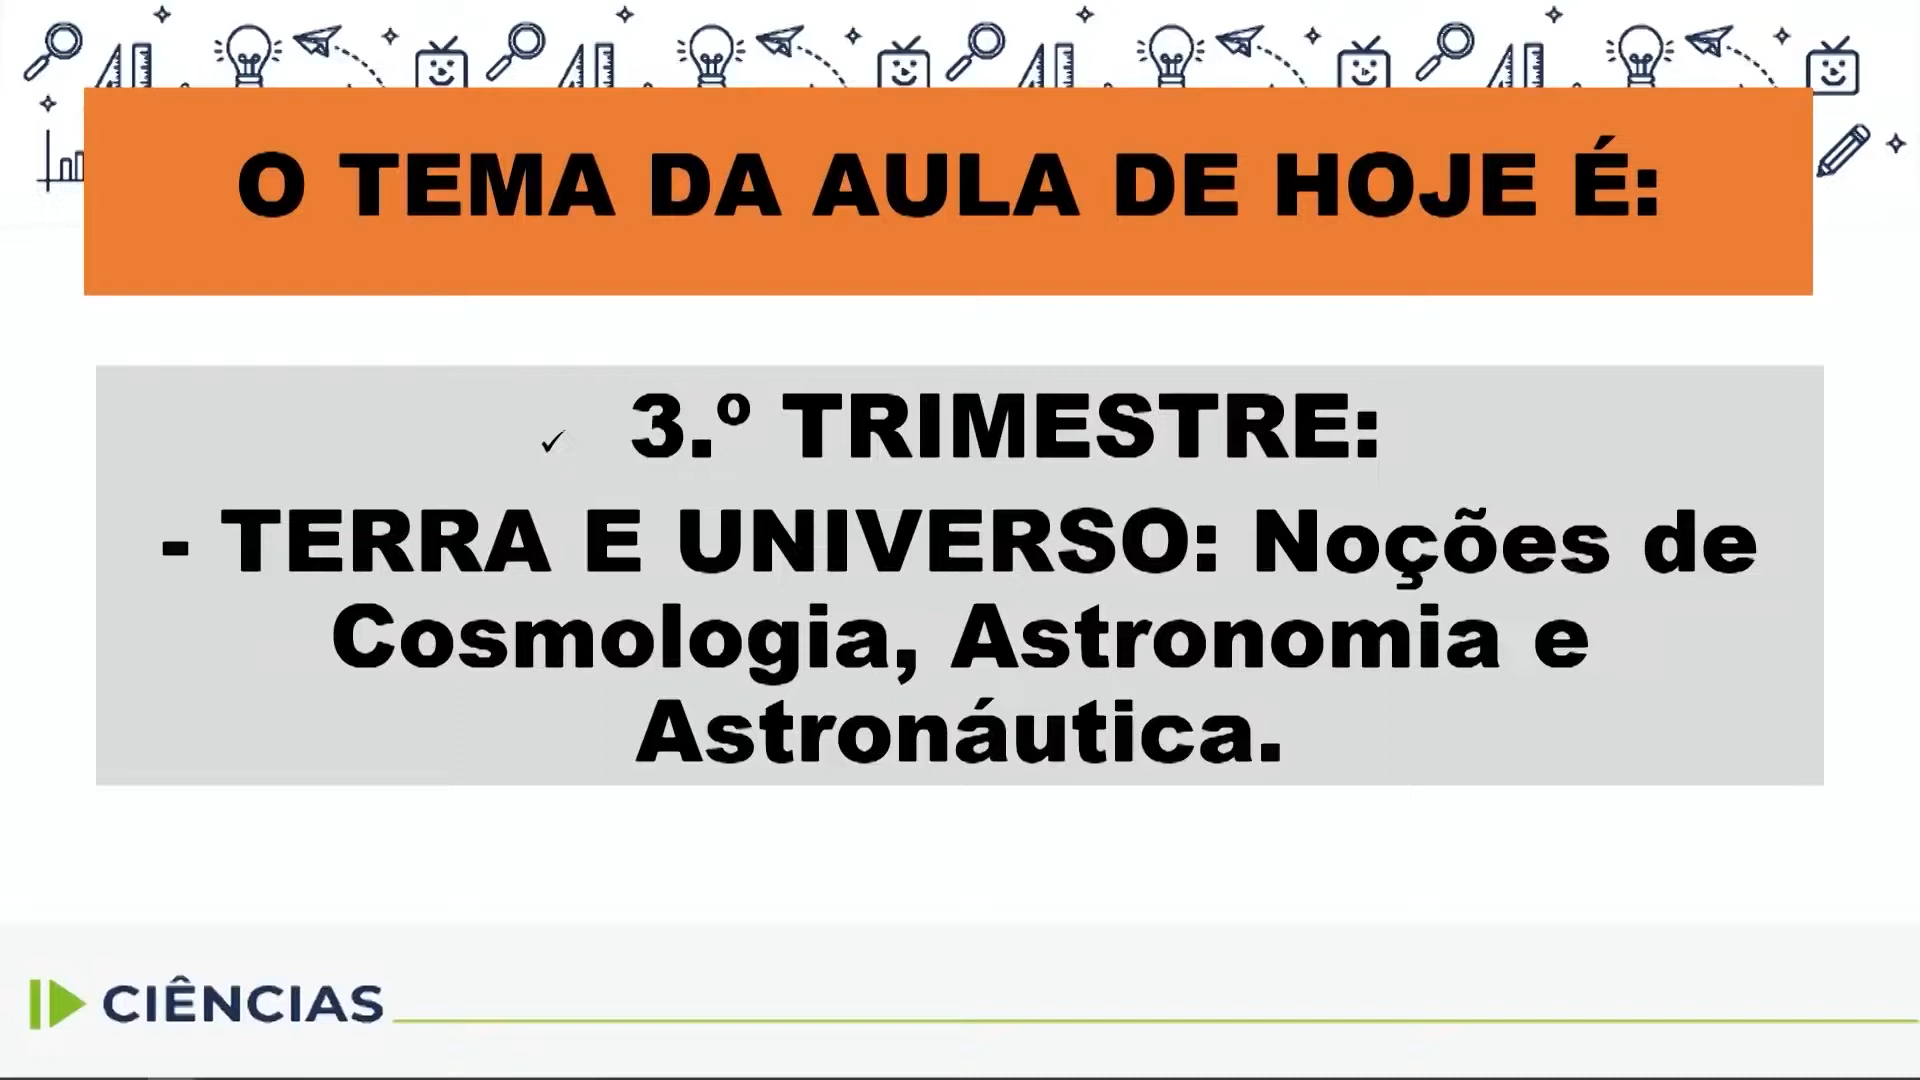 O TEMA DA AULA DE HOJE É:
✓ 3.º TRIMESTRE:
- TERRA E UNIVERSO: Noções de
Cosmologia, Astronomia e
Astronáutica.
CIÊNCIAS